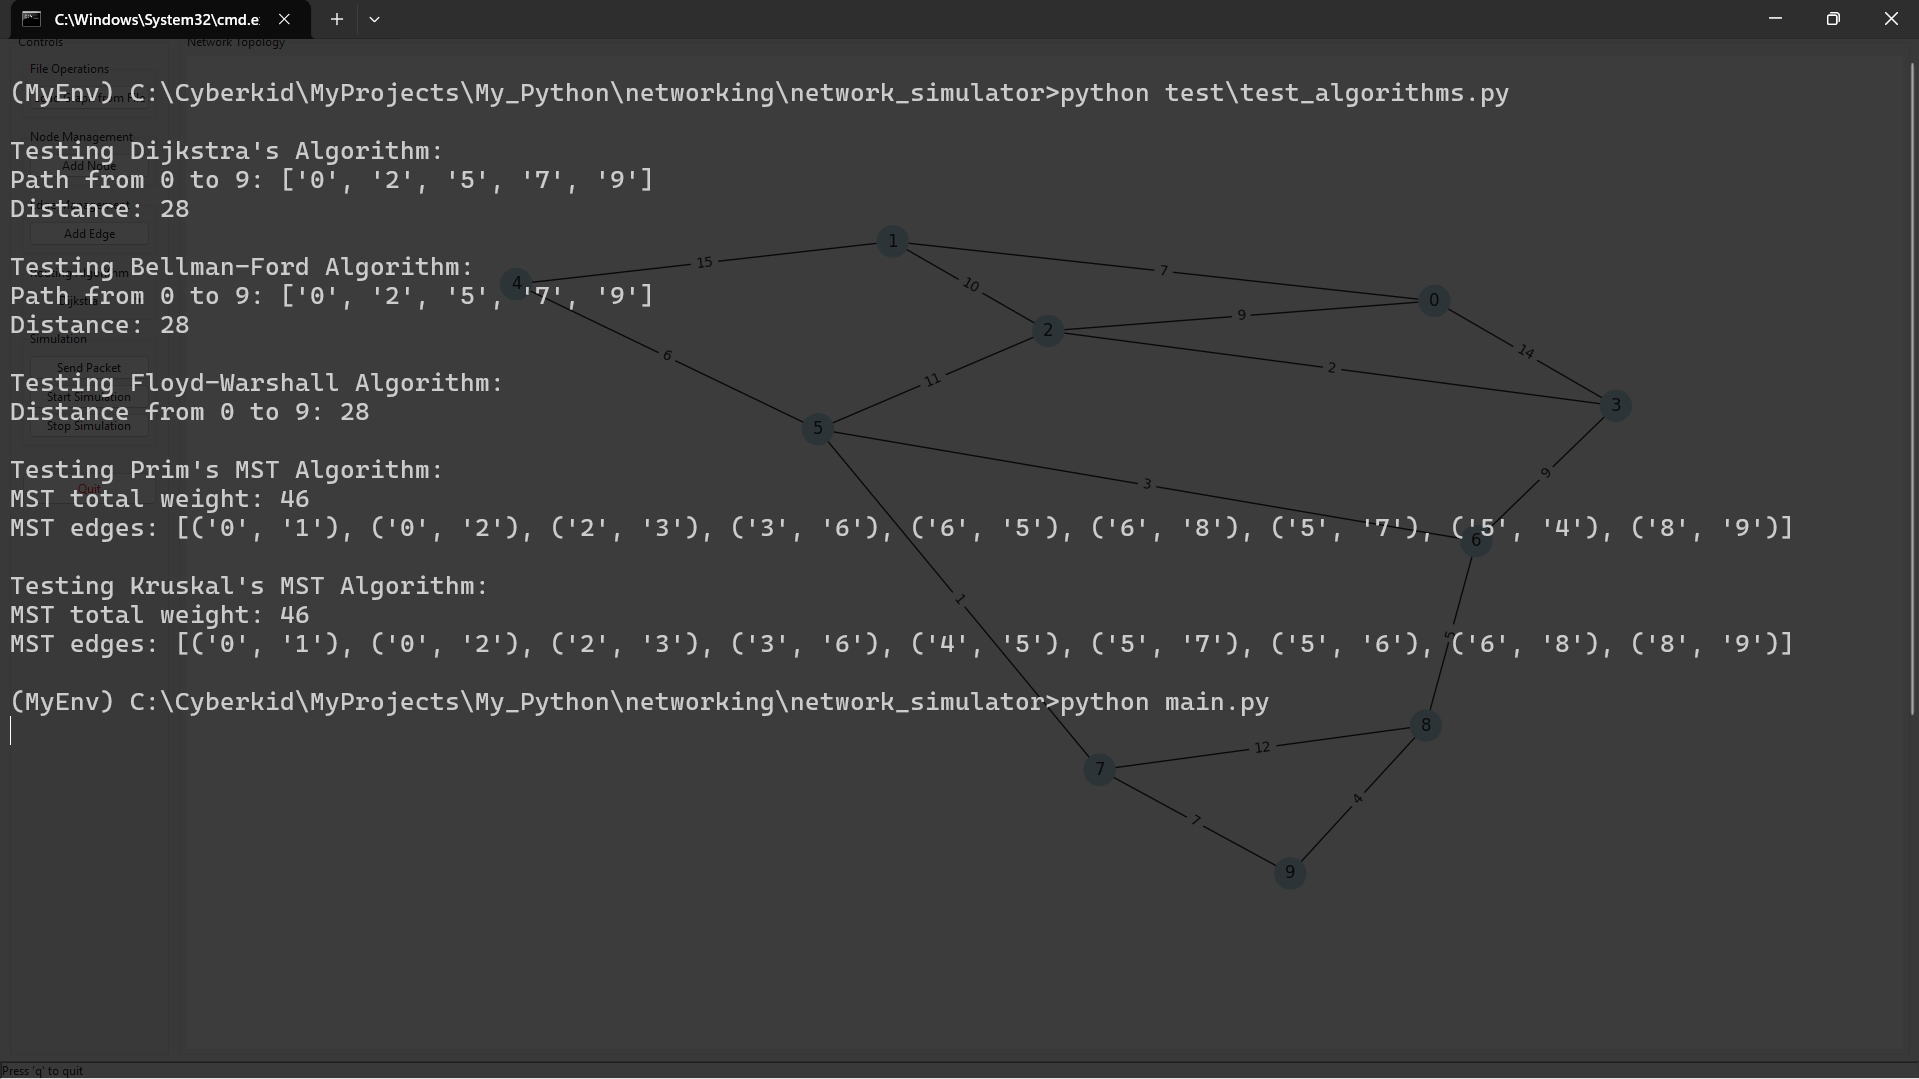 C:\Windows\System32\cmd.e
Controls
Network Topology
File Operations
(MyEnv) C:\Cyberkid\MyProjects\My_Python\networking\network_simulator>python test\test_algorithms.py
Node Management
Testing Dijkstra's Algorithm:
Add Node
Path from 0 to 9: ['0', '2', '5', '7', '9']
Distance: 28
Add Edge
Testing Bellman-Ford Algorithm:
Path from 0 to 9: ['0', '2', '5', '7', '9']
Distance: 28
Simulation
Send Packet
Testing Floyd-Warshall Algorithm:
Start Simulation
Distance from 0 to 9: 28
Stop Simulation
Testing Prim's MST Algorithm:
Quit
MST total weight: 46
MST edges: [('0', '1'), ('0', '2'), ('2', '3'), ('3', '6'), ('6', '5'), ('6', '8'), ('5', '7'), ('5', '4'), ('8', '9')]
Testing Kruskal's MST Algorithm:
MST total weight: 46
MST edges: [('0', '1'), ('0', '2'), ('2', '3'), ('3', '6'), ('4', '5'), ('5', '7'), ('5', '6'), ('6', '8'), ('8', '9')]
(MyEnv) C:\Cyberkid\MyProjects\My_Python\networking\network_simulator>python main.py
1
15
7
4
10
0
9
2
14
6
2
11
3
5
9
3
6
1
5
8
12
7
4
7
9
Press 'q' to quit